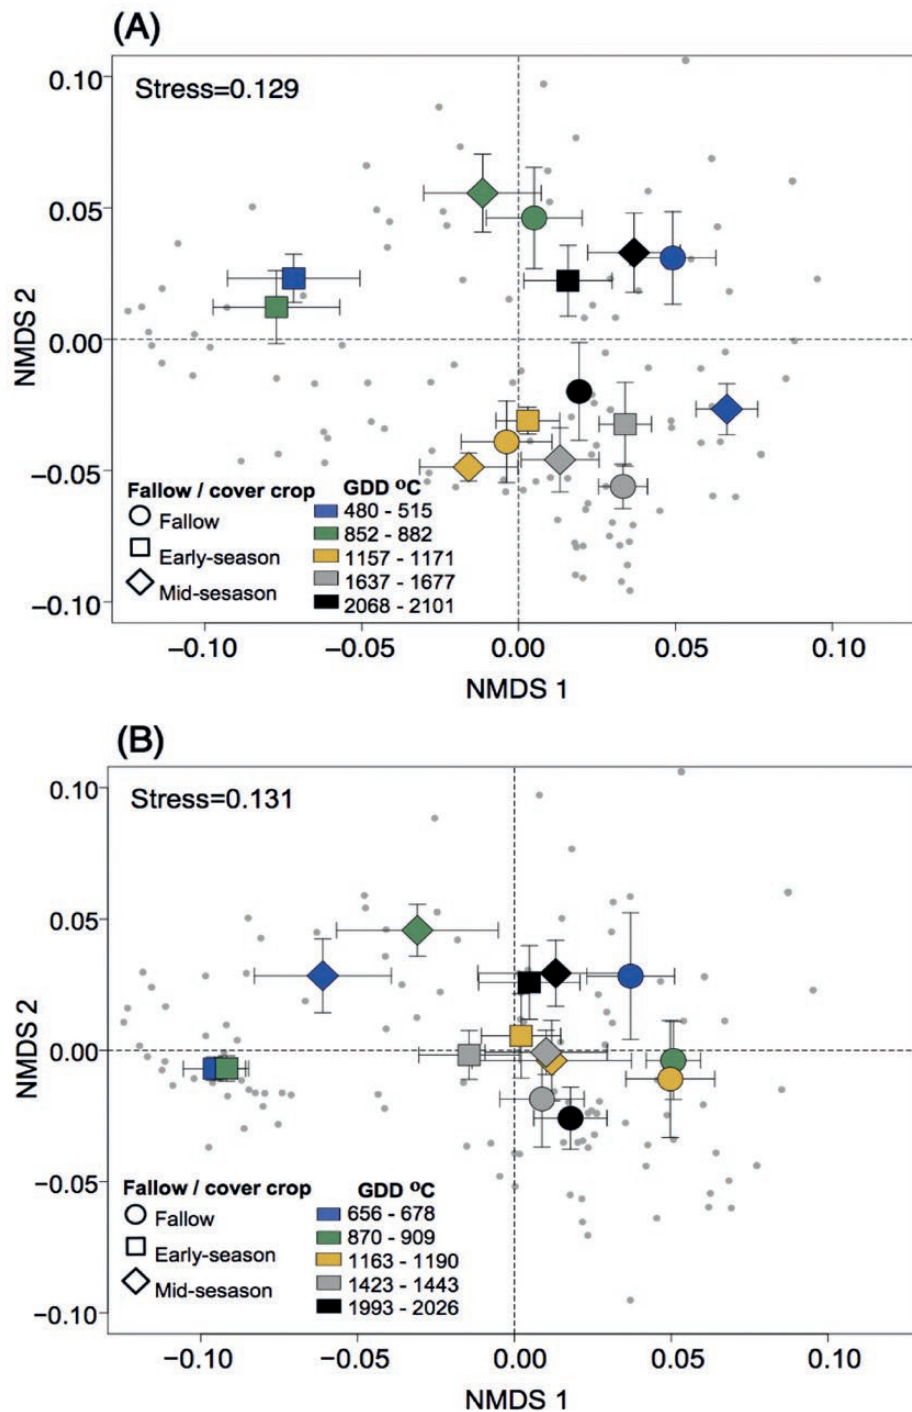 (A)
Stress=0.129
0.10
0.05
0.00
−0.05
−0.10
NMDS 2
Fallow / cover crop
Fallow
Early-season
Mid-sesason
GDD ºC
480 - 515
852 - 882
1157 - 1171
1637 - 1677
2068 - 2101
−0.10 −0.05 0.00 0.05 0.10
NMDS 1
(B)
Stress=0.131
0.10
0.05
0.00
−0.05
−0.10
NMDS 2
Fallow / cover crop
Fallow
Early-season
Mid-sesason
GDD ºC
656 - 678
870 - 909
1163 - 1190
1423 - 1443
1993 - 2026
−0.10 −0.05 0.00 0.05 0.10
NMDS 1